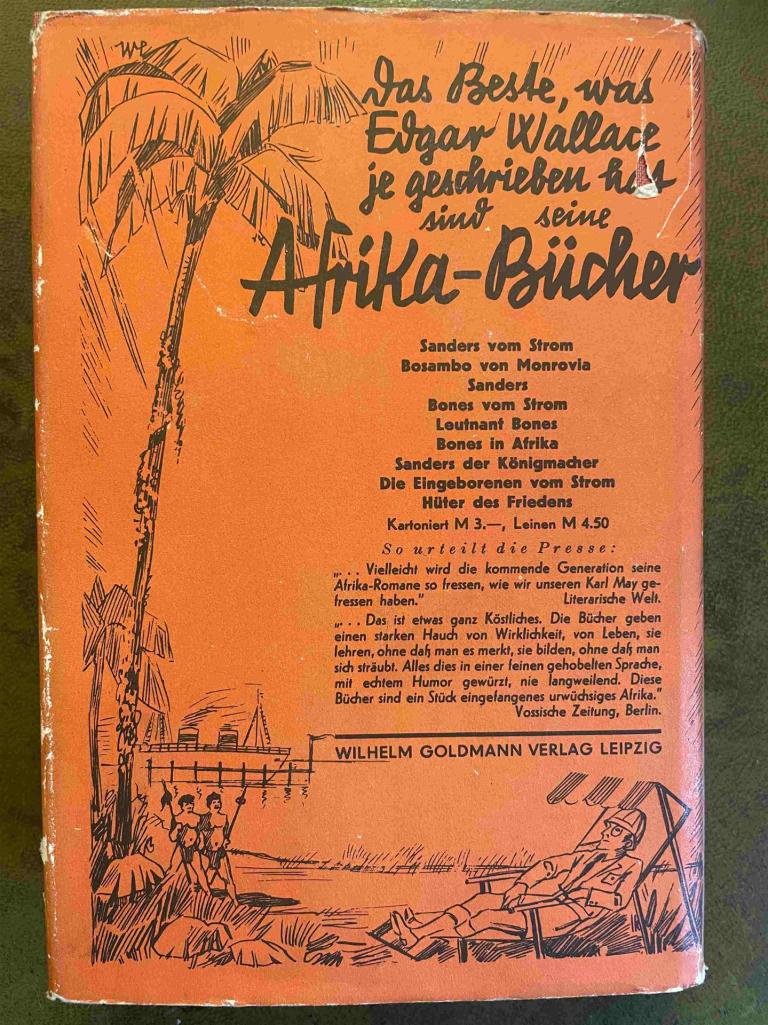 we
Das Beste, was
Edgar Wallace
je geschrieben hat
sind seine
Afrika-Bücher
Sanders vom Strom
Bosambo von Monrovia
Sanders
Bones vom Strom
Leutnant Bones
Bones in Afrika
Sanders der Königmacher
Die Eingeborenen vom Strom
Hüter des Friedens
Kartoniert M 3.—, Leinen M 4.50
So urteilt die Presse:
„... Vielleicht wird die kommende Generation seine
Afrika-Romane so fressen, wie wir unseren Karl May ge-
fressen haben." Literarische Welt.
„... Das ist etwas ganz Köstliches. Die Bücher geben
einen starken Hauch von Wirklichkeit, von Leben, sie
lehren, ohne daß man es merkt, sie bilden, ohne daß man
sich sträubt. Alles dies in einer feinen gehobelten Sprache,
mit echtem Humor gewürzt, nie langweilend. Diese
Bücher sind ein Stück eingefangenes urwüchsiges Afrika."
Vossische Zeitung, Berlin.
WILHELM GOLDMANN VERLAG LEIPZIG